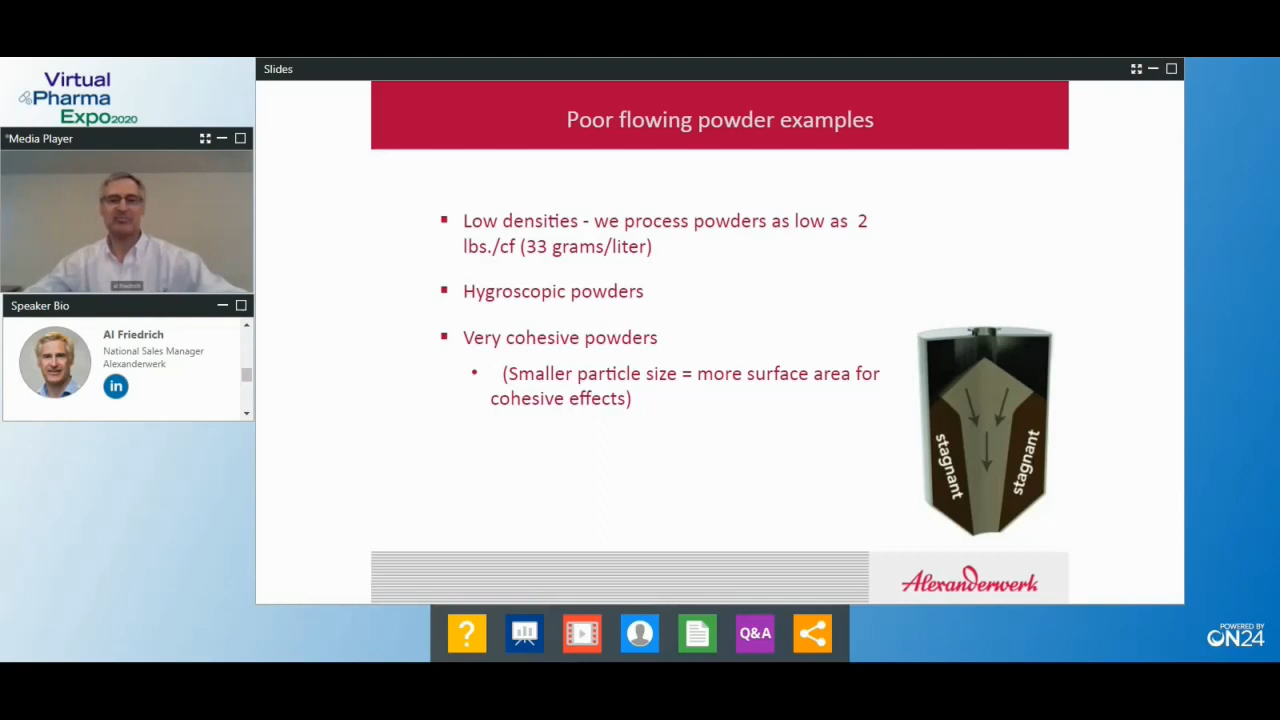 Virtual
Pharma
Expo2020
*Media Player
al friedrich
Speaker Bio
Al Friedrich
National Sales Manager
Alexanderwerk
in
Slides
Poor flowing powder examples
▪ Low densities - we process powders as low as 2
lbs./cf (33 grams/liter)
▪ Hygroscopic powders
▪ Very cohesive powders
• (Smaller particle size = more surface area for
cohesive effects)
stagnant
stagnant
Alexanderwerk
?
Q&A
POWERED BY
ON24